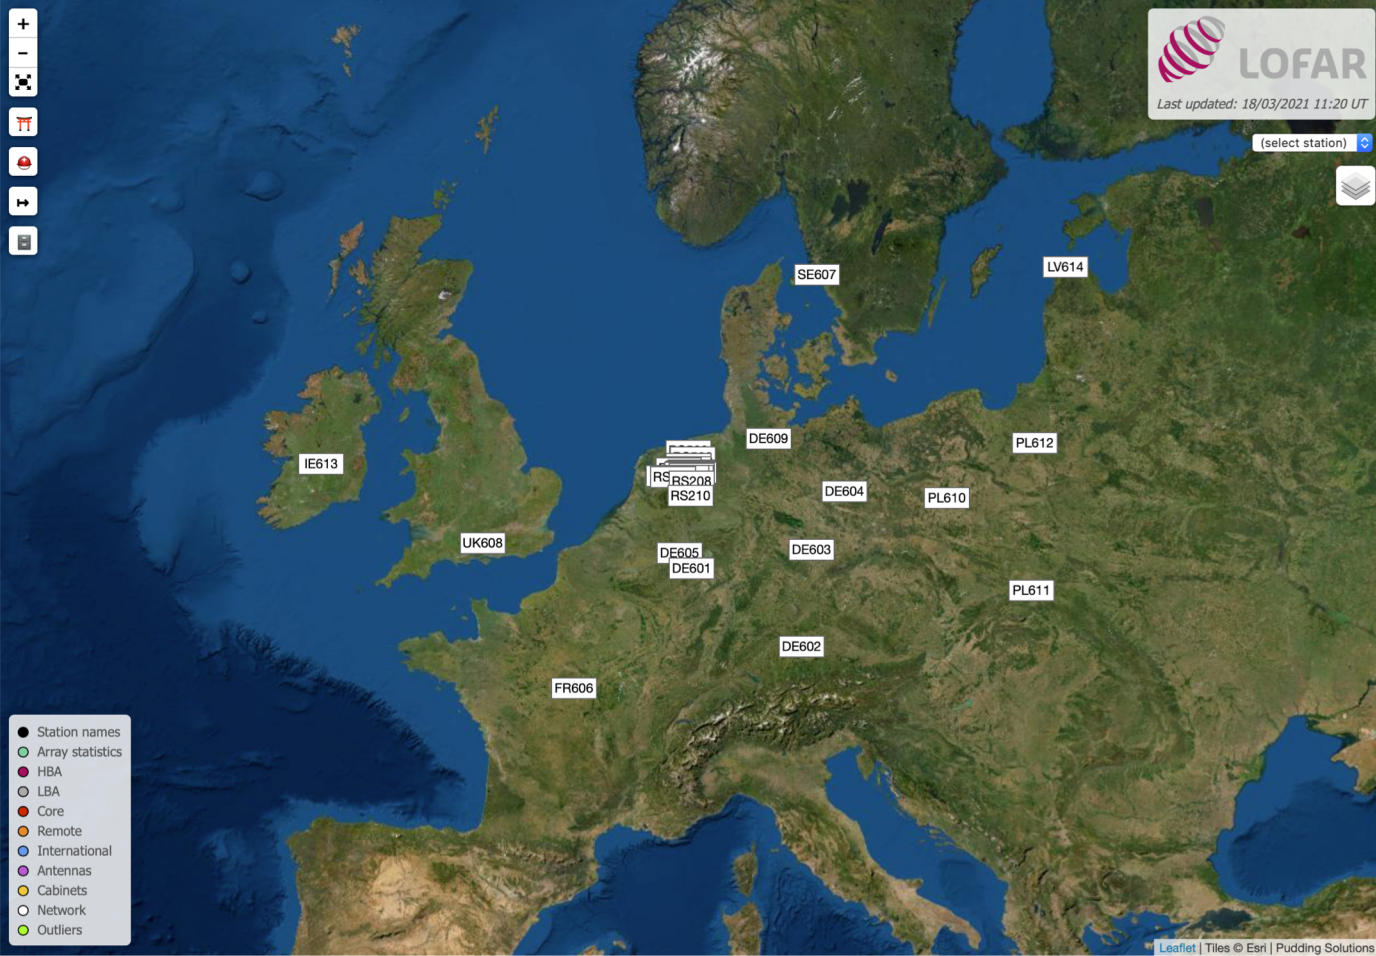 +
−
LOFAR
Last updated: 18/03/2021 11:20 UT
(select station)
SE607
LV614
DE609
PL612
IE613
RS
RS208
RS210
DE604
PL610
UK608
DE605
DE601
DE603
PL611
DE602
FR606
Station names
Array statistics
HBA
LBA
Core
Remote
International
Antennas
Cabinets
Network
Outliers
Leaflet | Tiles © Esri | Pudding Solutions